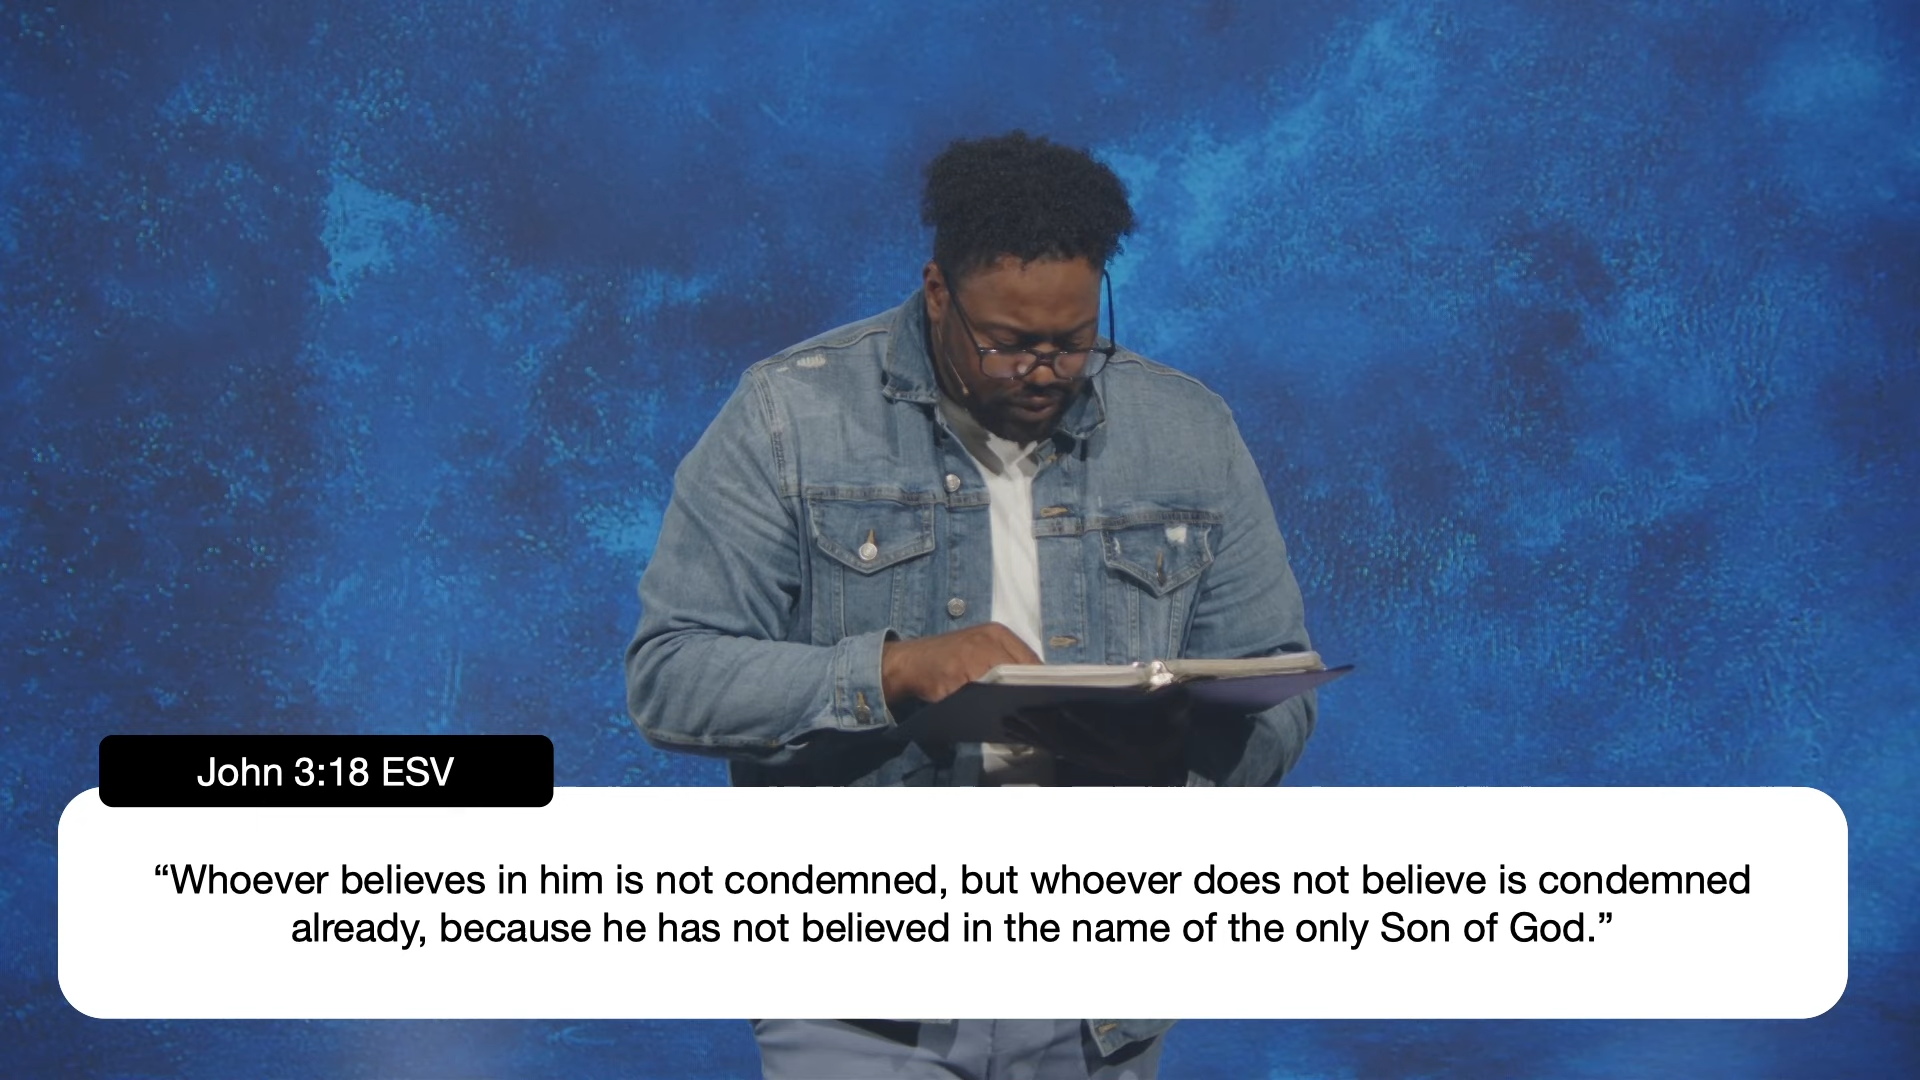 John 3:18 ESV
“Whoever believes in him is not condemned, but whoever does not believe is condemned
already, because he has not believed in the name of the only Son of God.”